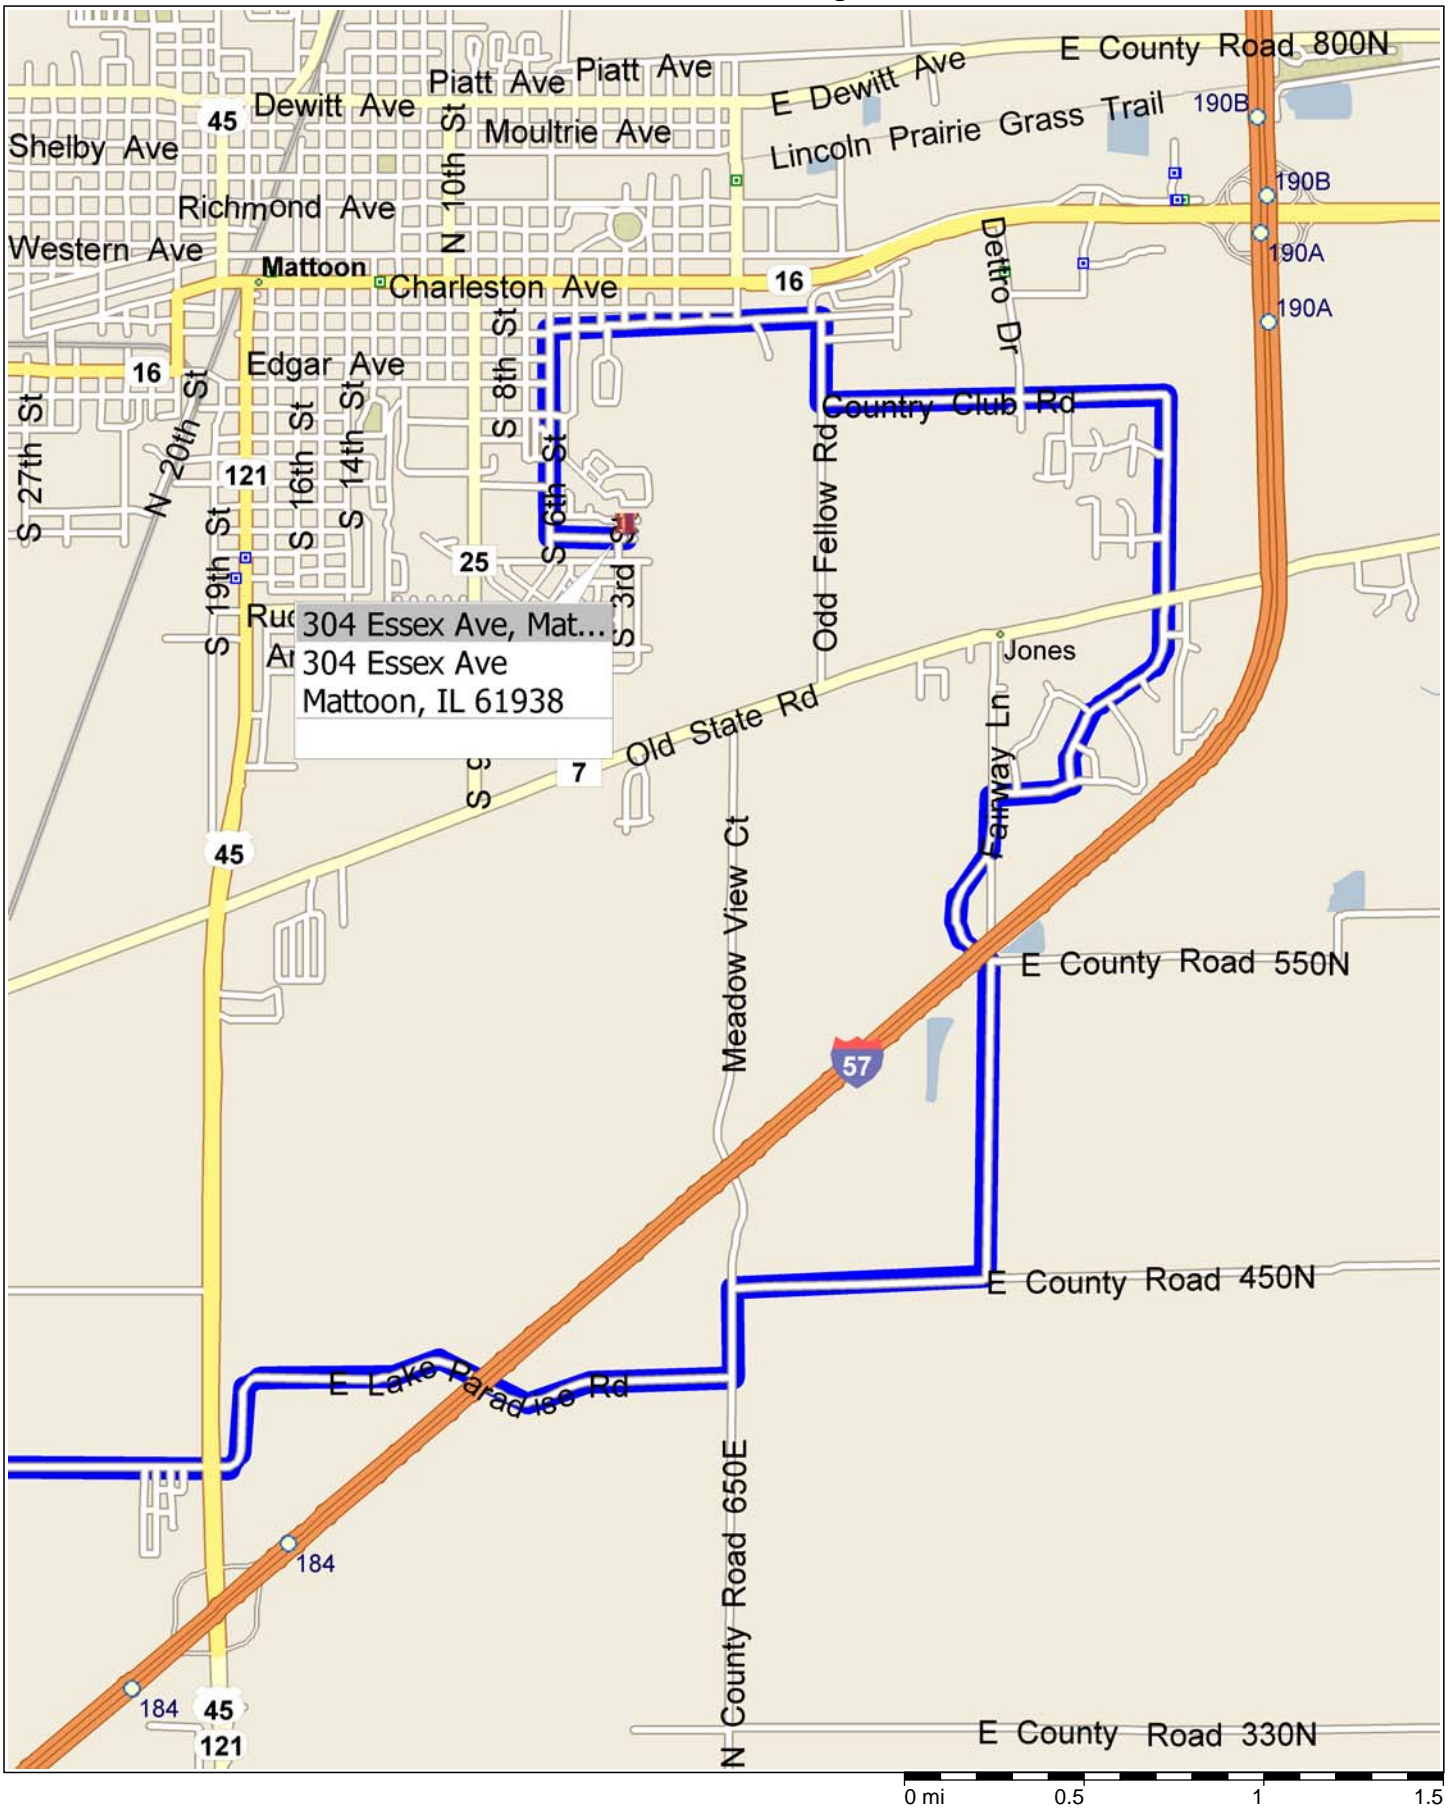 E County Road 800N
Piatt Ave
Piatt Ave
E Dewitt Ave
190B
45
Dewitt Ave
N 10th St
Moultrie Ave
Lincoln Prairie Grass Trail
Shelby Ave
190B
Richmond Ave
Western Ave
Dettro Dr
190A
Mattoon
Charleston Ave
16
190A
S 8th St
Edgar Ave
16
N 20th St
S 27th St
S 16th St
S 14th St
Country Club Rd
S 6th St
Odd Fellow Rd
121
S 19th St
25
S 3rd
304 Essex Ave, Mat...
304 Essex Ave
Mattoon, IL 61938
Jones
Old State Rd
Fairway Ln
7
S 9
45
Meadow View Ct
E County Road 550N
57
E County Road 450N
E Lake Paradise Rd
N County Road 650E
184
184
45
121
E County Road 330N
0 mi 0.5 1 1.5